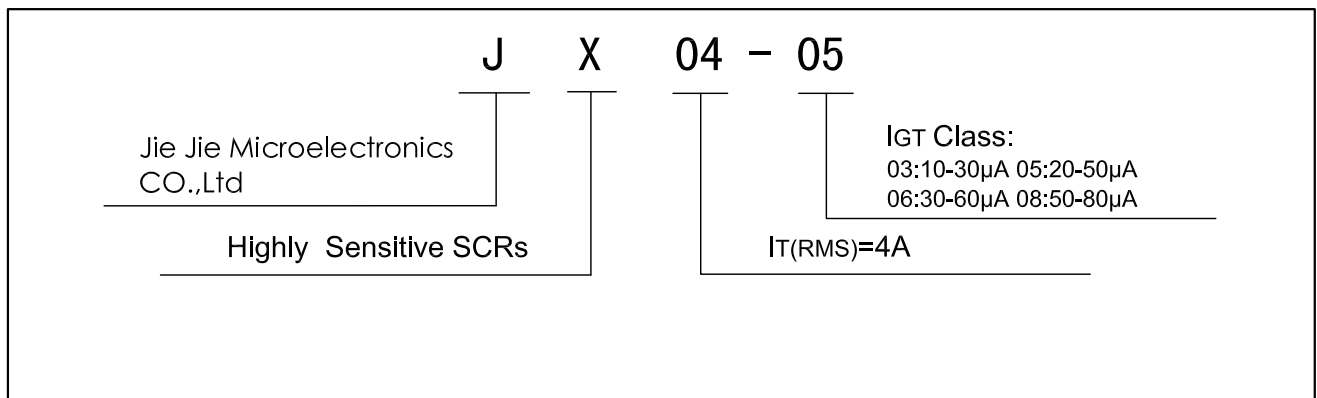 J X 04 - 05
Jie Jie Microelectronics
CO.,Ltd
IGT Class:
03:10-30µA 05:20-50µA
06:30-60µA 08:50-80µA
Highly Sensitive SCRs
IT(RMS)=4A